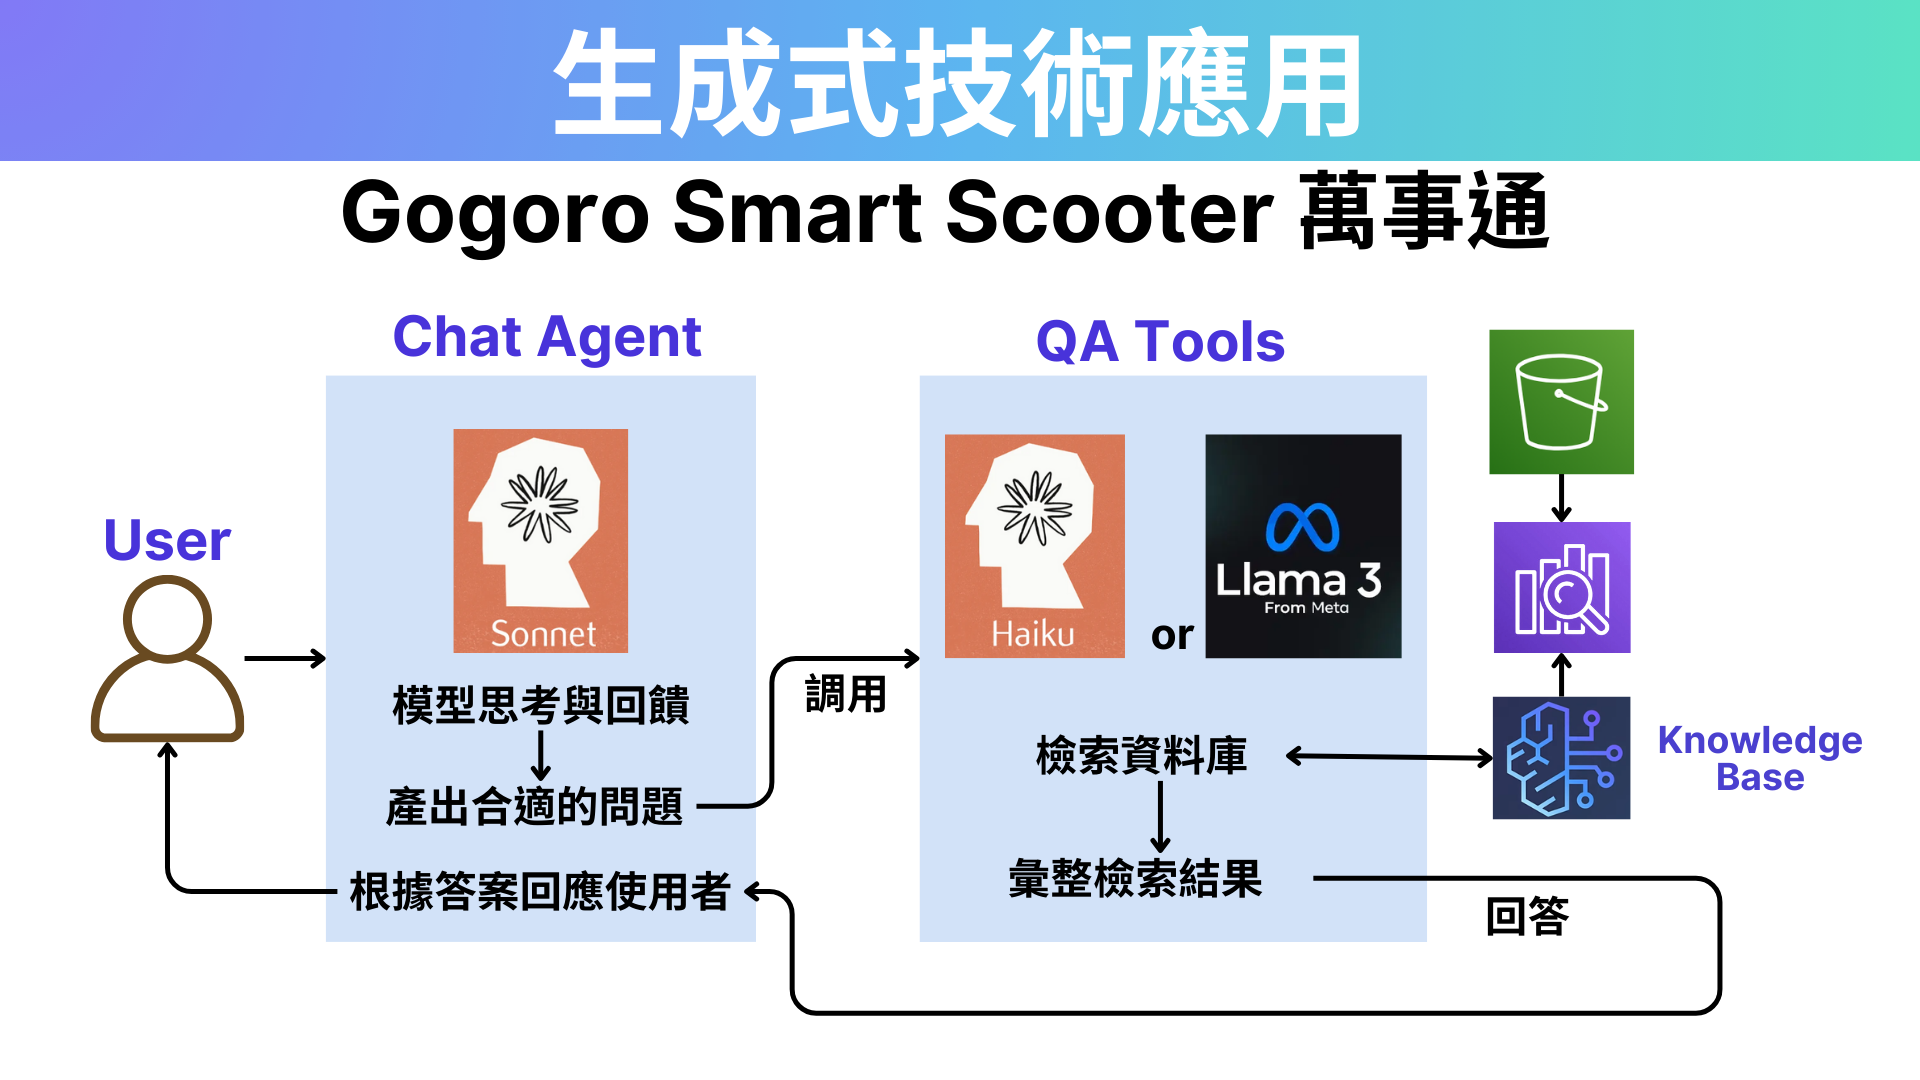 生成式技術應用
Gogoro Smart Scooter 萬事通
Chat Agent
QA Tools
User
Sonnet
模型思考與回饋
產出合適的問題
根據答案回應使用者
調用
Haiku
or
Llama 3
From Meta
檢索資料庫
彙整檢索結果
Knowledge
Base
回答